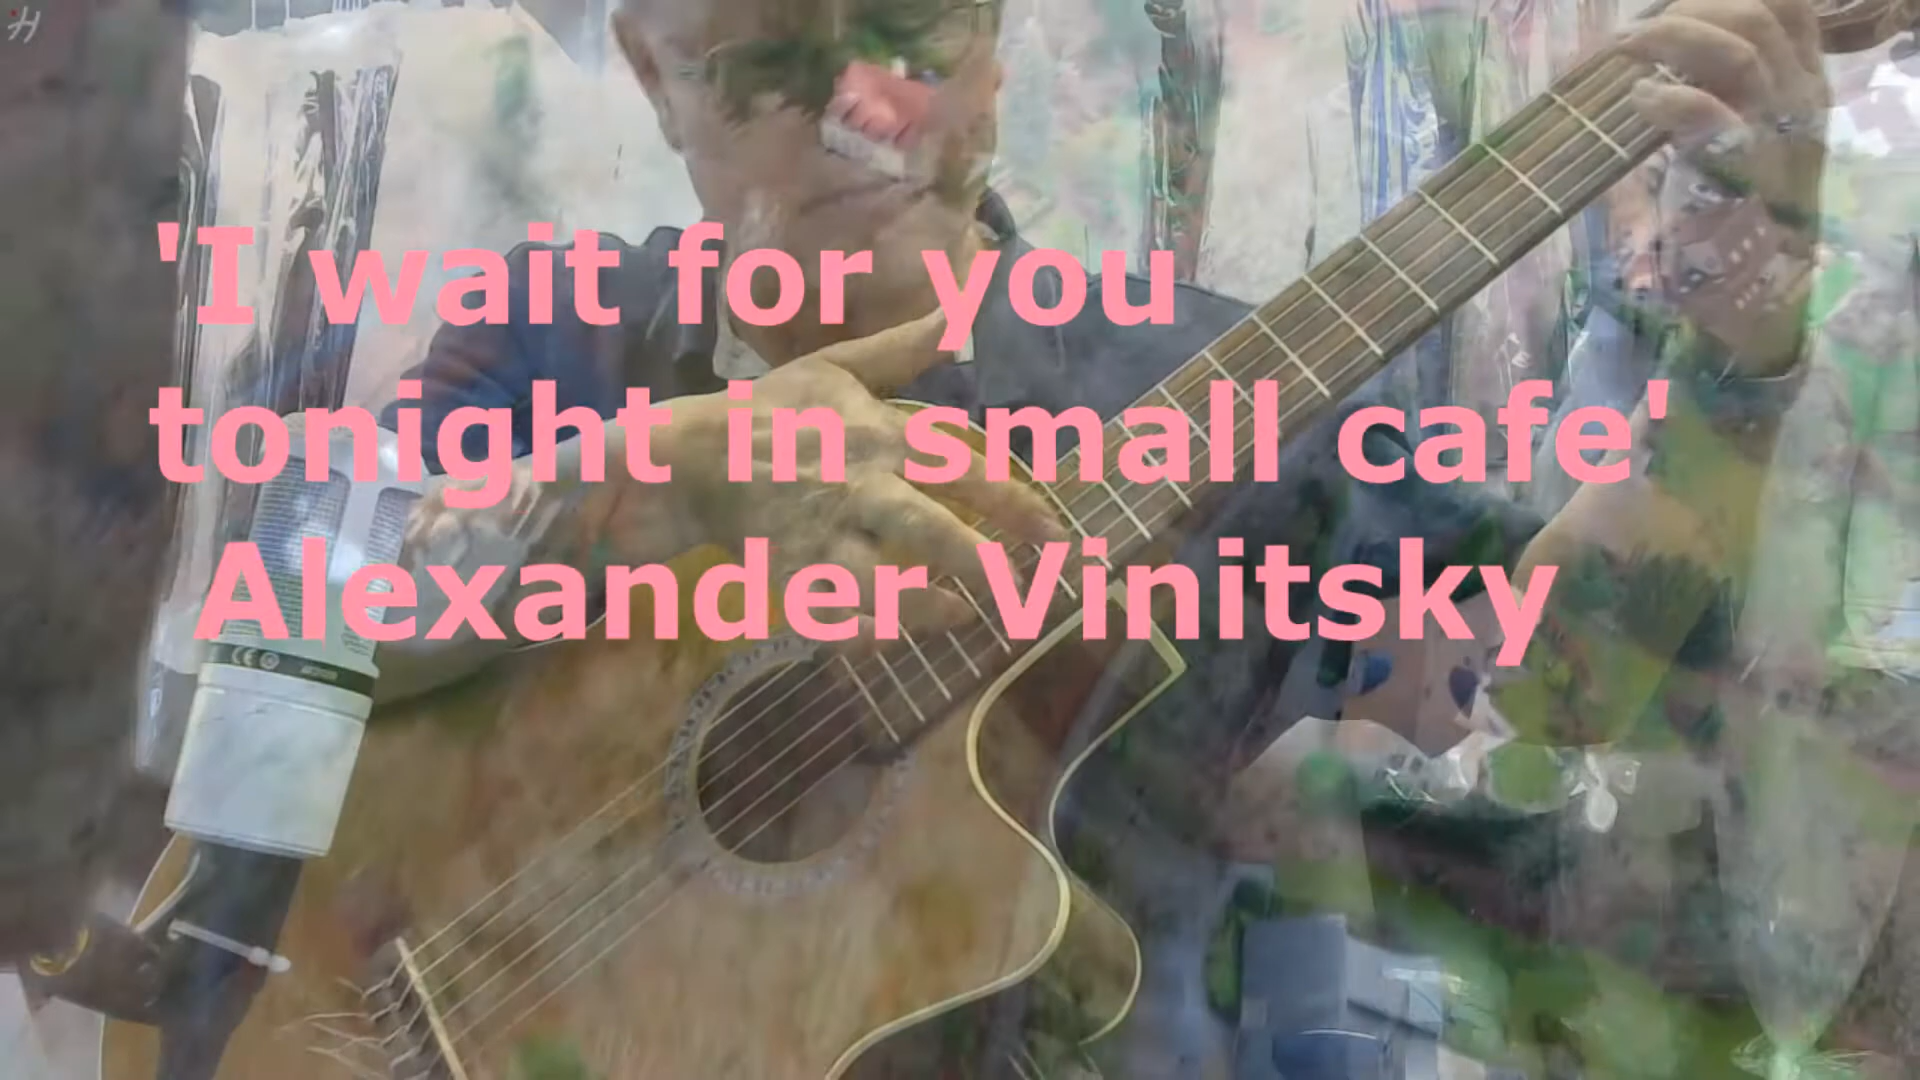 'I wait for you
tonight in small cafe'
Alexander Vinitsky